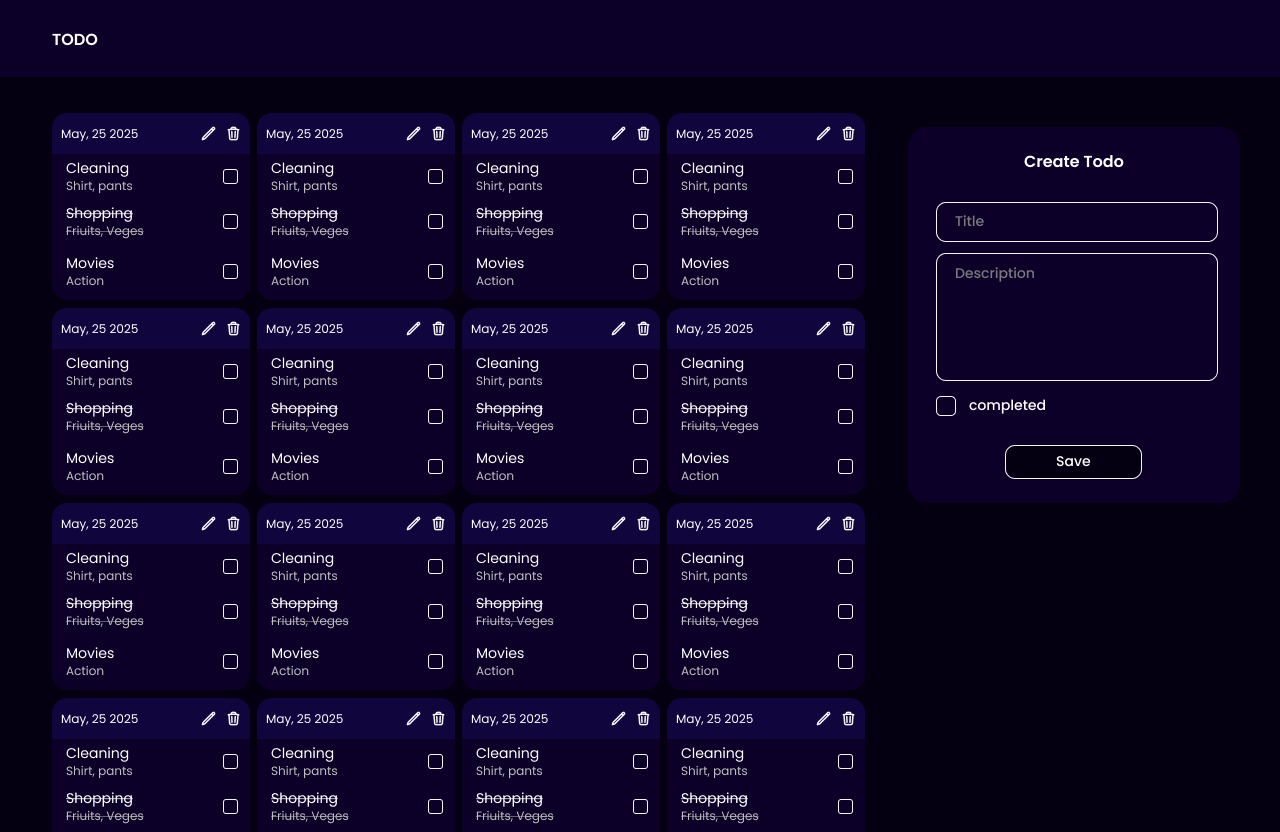 TODO
May, 25 2025
Cleaning
Shirt, pants
Shopping
Friuits, Veges
Movies
Action
May, 25 2025
Cleaning
Shirt, pants
Shopping
Friuits, Veges
Movies
Action
May, 25 2025
Cleaning
Shirt, pants
Shopping
Friuits, Veges
Movies
Action
May, 25 2025
Cleaning
Shirt, pants
Shopping
Friuits, Veges
Movies
Action
May, 25 2025
Cleaning
Shirt, pants
Shopping
Friuits, Veges
Movies
Action
May, 25 2025
Cleaning
Shirt, pants
Shopping
Friuits, Veges
Movies
Action
May, 25 2025
Cleaning
Shirt, pants
Shopping
Friuits, Veges
Movies
Action
May, 25 2025
Cleaning
Shirt, pants
Shopping
Friuits, Veges
Movies
Action
May, 25 2025
Cleaning
Shirt, pants
Shopping
Friuits, Veges
Movies
Action
May, 25 2025
Cleaning
Shirt, pants
Shopping
Friuits, Veges
Movies
Action
May, 25 2025
Cleaning
Shirt, pants
Shopping
Friuits, Veges
Movies
Action
May, 25 2025
Cleaning
Shirt, pants
Shopping
Friuits, Veges
Movies
Action
May, 25 2025
Cleaning
Shirt, pants
Shopping
Friuits, Veges
May, 25 2025
Cleaning
Shirt, pants
Shopping
Friuits, Veges
May, 25 2025
Cleaning
Shirt, pants
Shopping
Friuits, Veges
May, 25 2025
Cleaning
Shirt, pants
Shopping
Friuits, Veges
Create Todo
Title
Description
completed
Save